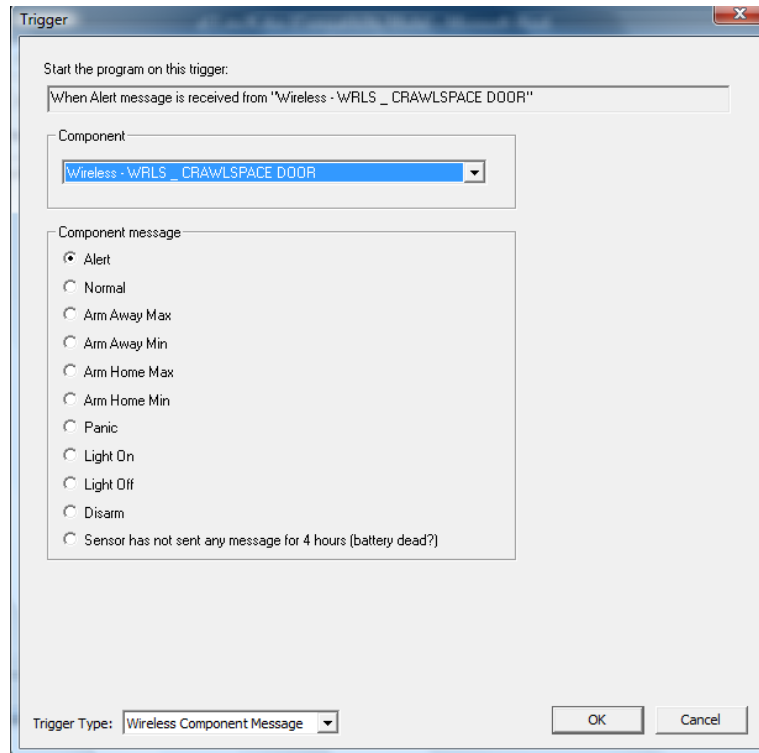 Trigger
Start the program on this trigger:
When Alert message is received from "Wireless - WRLS _ CRAWLSPACE DOOR"
Component
Wireless - WRLS _ CRAWLSPACE DOOR
Component message
Alert
Normal
Arm Away Max
Arm Away Min
Arm Home Max
Arm Home Min
Panic
Light On
Light Off
Disarm
Sensor has not sent any message for 4 hours (battery dead?)
Trigger Type: Wireless Component Message OK Cancel